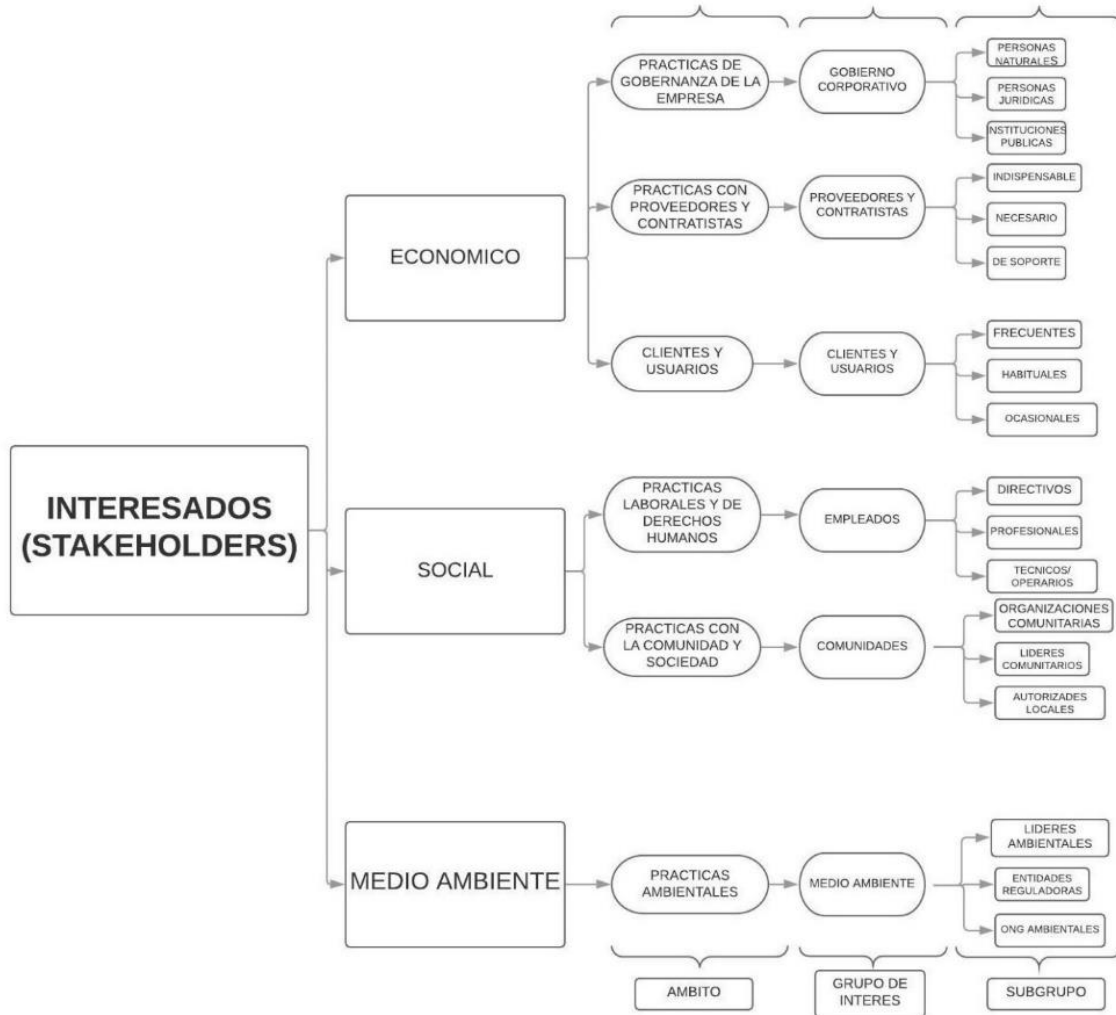 INTERESADOS
(STAKEHOLDERS)
ECONOMICO
PRACTICAS DE
GOBERNANZA DE LA
EMPRESA
GOBIERNO
CORPORATIVO
PERSONAS
NATURALES
PERSONAS
JURIDICAS
NSTITUCIONES
PUBLICAS
PRACTICAS CON
PROVEEDORES Y
CONTRATISTAS
PROVEEDORES Y
CONTRATISTAS
INDISPENSABLE
NECESARIO
DE SOPORTE
CLIENTES Y
USUARIOS
CLIENTES Y
USUARIOS
FRECUENTES
HABITUALES
OCASIONALES
SOCIAL
PRACTICAS
LABORALES Y DE
DERECHOS
HUMANOS
EMPLEADOS
DIRECTIVOS
PROFESIONALES
TECNICOS/
OPERARIOS
PRACTICAS CON
LA COMUNIDAD Y
SOCIEDAD
COMUNIDADES
ORGANIZACIONES
COMUNITARIAS
LIDERES
COMUNITARIOS
AUTORIZADES
LOCALES
MEDIO AMBIENTE
PRACTICAS
AMBIENTALES
MEDIO AMBIENTE
LIDERES
AMBIENTALES
ENTIDADES
REGULADORAS
ONG AMBIENTALES
AMBITO
GRUPO DE
INTERES
SUBGRUPO